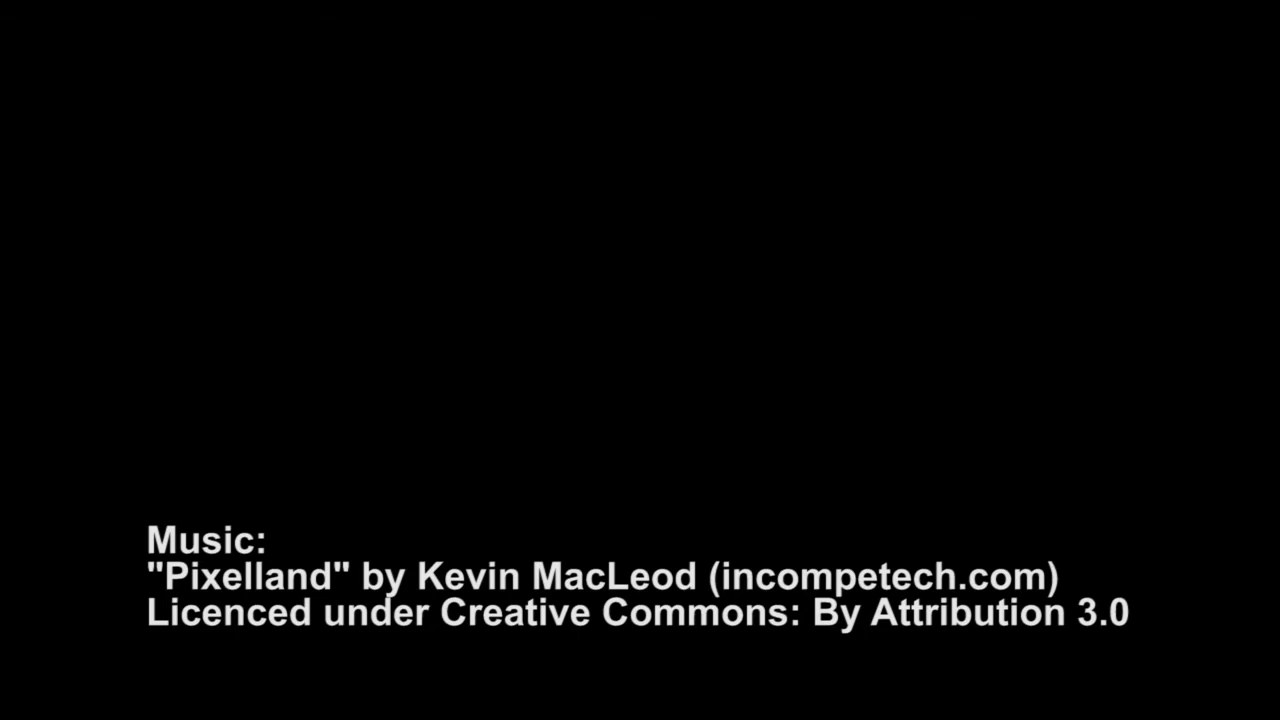 Music:
"Pixelland" by Kevin MacLeod (incompetech.com)
Licenced under Creative Commons: By Attribution 3.0